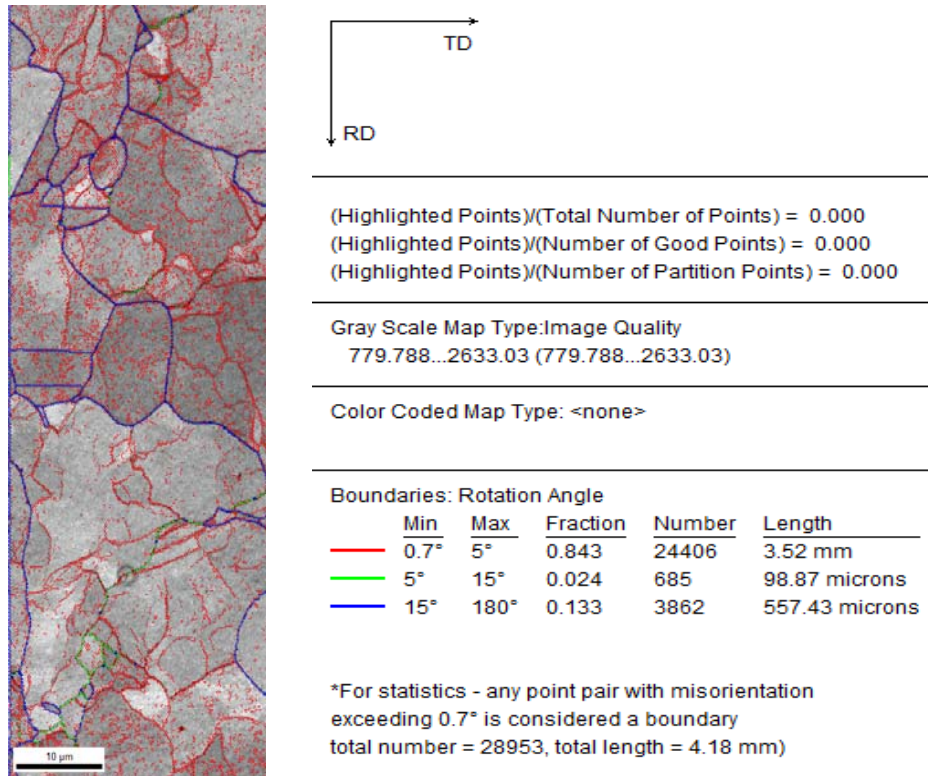 TD
RD
(Highlighted Points)/(Total Number of Points) = 0.000
(Highlighted Points)/(Number of Good Points) = 0.000
(Highlighted Points)/(Number of Partition Points) = 0.000
Gray Scale Map Type:Image Quality
779.788...2633.03 (779.788...2633.03)
Color Coded Map Type: <none>
Boundaries: Rotation Angle
Min Max Fraction Number Length
0.7° 5° 0.843 24406 3.52 mm
5° 15° 0.024 685 98.87 microns
15° 180° 0.133 3862 557.43 microns
*For statistics - any point pair with misorientation
exceeding 0.7° is considered a boundary
total number = 28953, total length = 4.18 mm)
10 µm